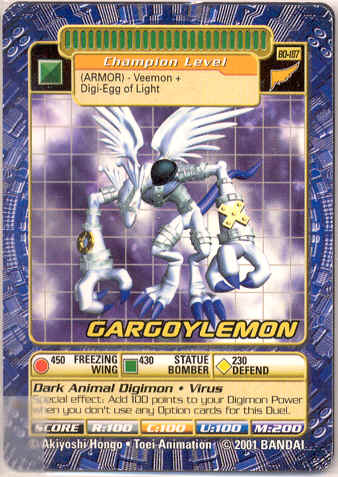 Champion Level
BO-187
(ARMOR) - Veemon +
Digi-Egg of Light
GARGOYLEMON
450 FREEZING WING
430 STATUE BOMBER
230 DEFEND
Dark Animal Digimon • Virus
Special effect: Add 100 points to your Digimon Power
when you don't use any Option cards for this Duel.
SCORE R:100 C:100 U:100 M:200
Akiyoshi Hongo • Toei Animation © 2001 BANDAI